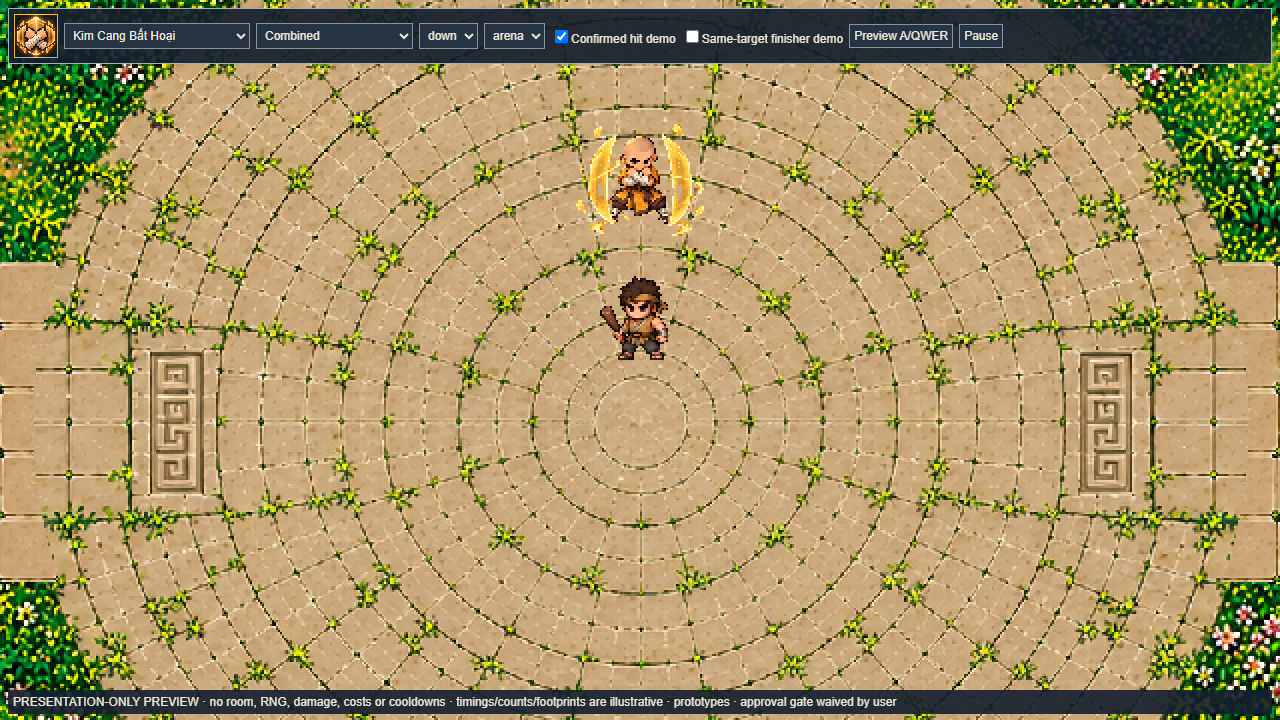 Kim Cang Bất Hoại Combined down arena Confirmed hit demo Same-target finisher demo Preview A/QWER Pause
PRESENTATION-ONLY PREVIEW · no room, RNG, damage, costs or cooldowns · timings/counts/footprints are illustrative · prototypes · approval gate waived by user